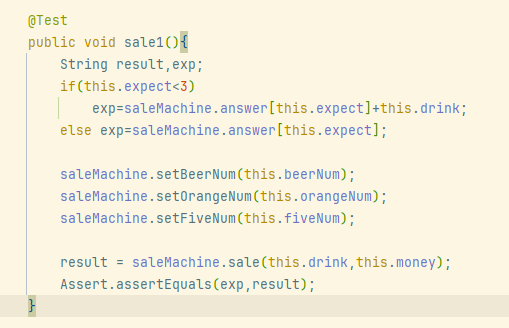 @Test
public void sale1(){
String result,exp;
if(this.expect<3)
exp=saleMachine.answer[this.expect]+this.drink;
else exp=saleMachine.answer[this.expect];
saleMachine.setBeerNum(this.beerNum);
saleMachine.setOrangeNum(this.orangeNum);
saleMachine.setFiveNum(this.fiveNum);
result = saleMachine.sale(this.drink,this.money);
Assert.assertEquals(exp,result);
}